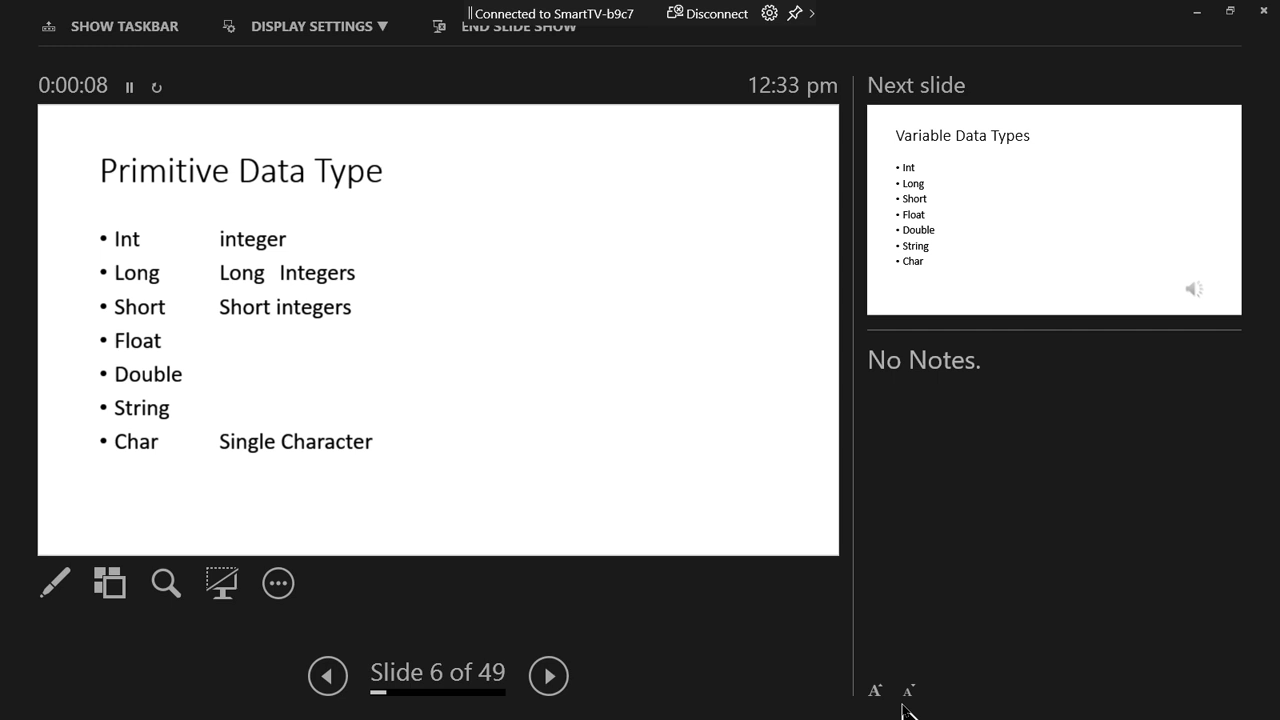 Connected to SmartTV-b9c7 Disconnect
SHOW TASKBAR DISPLAY SETTINGS ▼ END SLIDE SHOW
0:00:08 12:33 pm
Primitive Data Type
• Int integer
• Long Long Integers
• Short Short integers
• Float
• Double
• String
• Char Single Character
Slide 6 of 49
Next slide
Variable Data Types
• Int
• Long
• Short
• Float
• Double
• String
• Char
No Notes.
A A